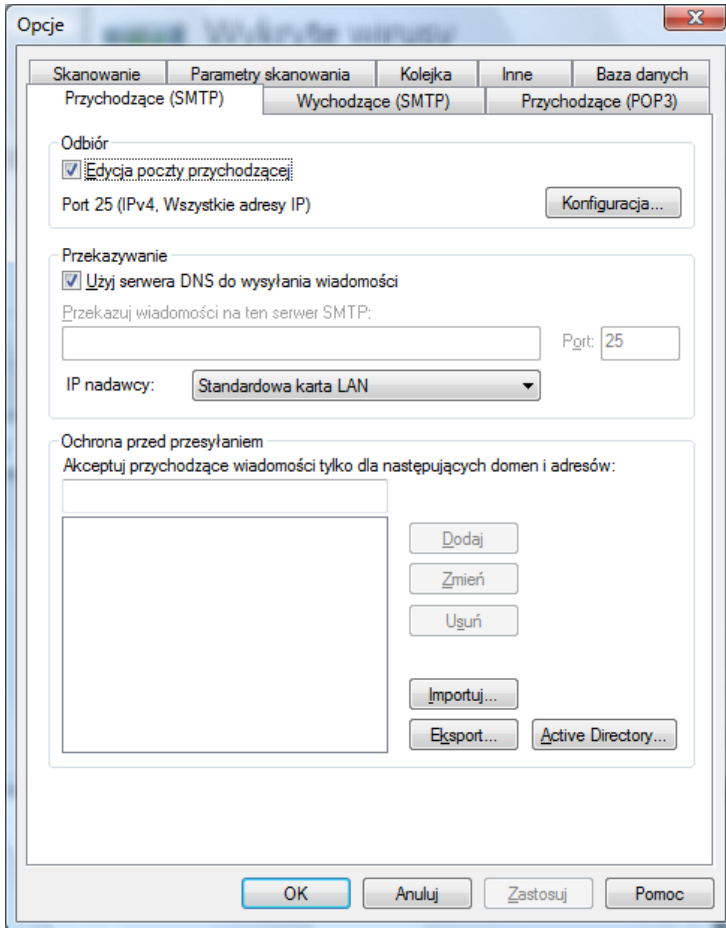 Opcje
Wykryte wirusy
Skanowanie
Parametry skanowania
Kolejka
Inne
Baza danych
Przychodzące (SMTP)
Wychodzące (SMTP)
Przychodzące (POP3)
Odbiór
Edycja poczty przychodzącej
Port 25 (IPv4, Wszystkie adresy IP)
Konfiguracja...
Przekazywanie
Użyj serwera DNS do wysyłania wiadomości
Przekazuj wiadomości na ten serwer SMTP:
Port: 25
IP nadawcy: Standardowa karta LAN
Ochrona przed przesyłaniem
Akceptuj przychodzące wiadomości tylko dla następujących domen i adresów:
Dodaj
Zmień
Usuń
Importuj...
Eksport...
Active Directory...
OK
Anuluj
Zastosuj
Pomoc